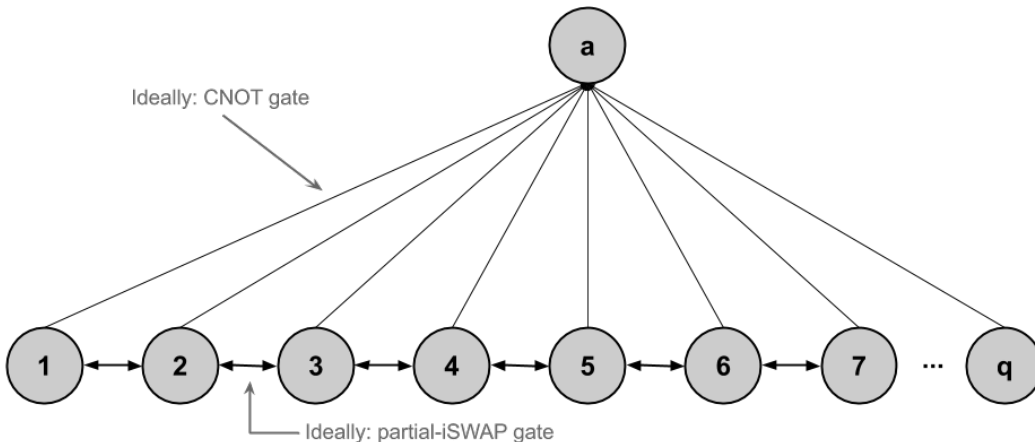 a
Ideally: CNOT gate
1 2 3 4 5 6 7 ... q
Ideally: partial-iSWAP gate